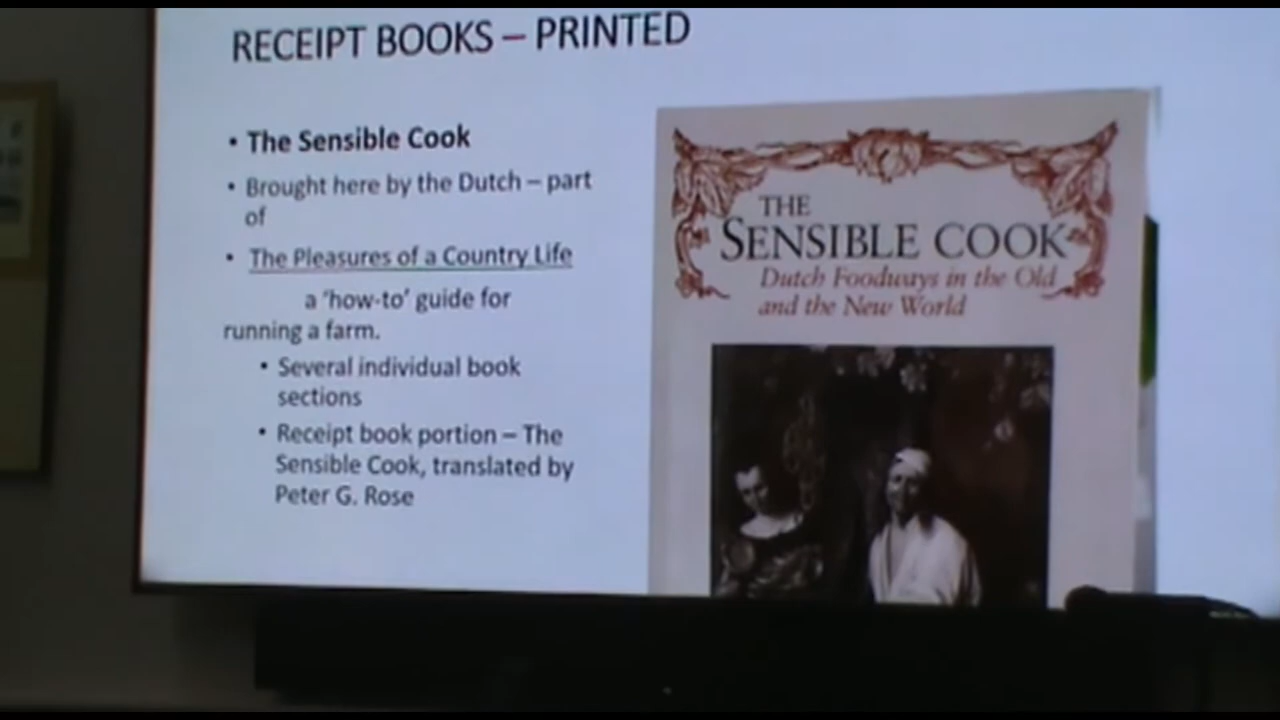 RECEIPT BOOKS – PRINTED
• The Sensible Cook
• Brought here by the Dutch – part
of
• The Pleasures of a Country Life
a 'how-to' guide for
running a farm.
• Several individual book
sections
• Receipt book portion – The
Sensible Cook, translated by
Peter G. Rose
THE
SENSIBLE COOK
Dutch Foodways in the Old
and the New World